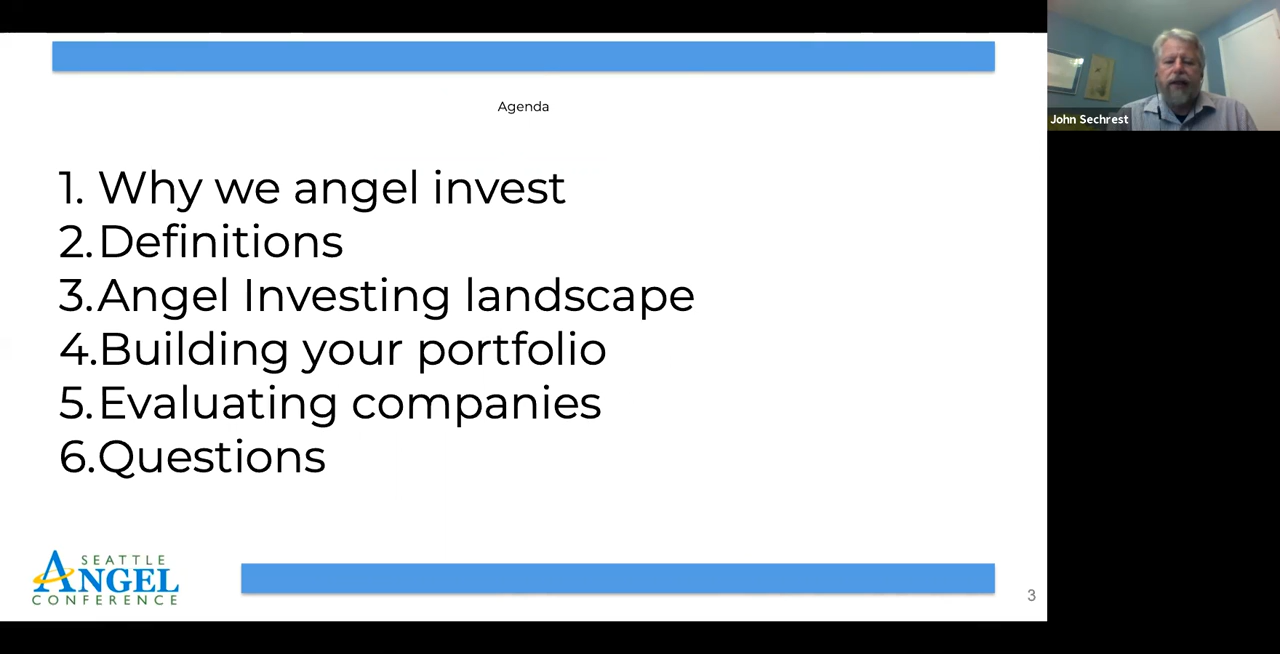 Agenda
1. Why we angel invest
2.Definitions
3.Angel Investing landscape
4.Building your portfolio
5.Evaluating companies
6.Questions
SEATTLE
ANGEL
CONFERENCE
3
John Sechrest